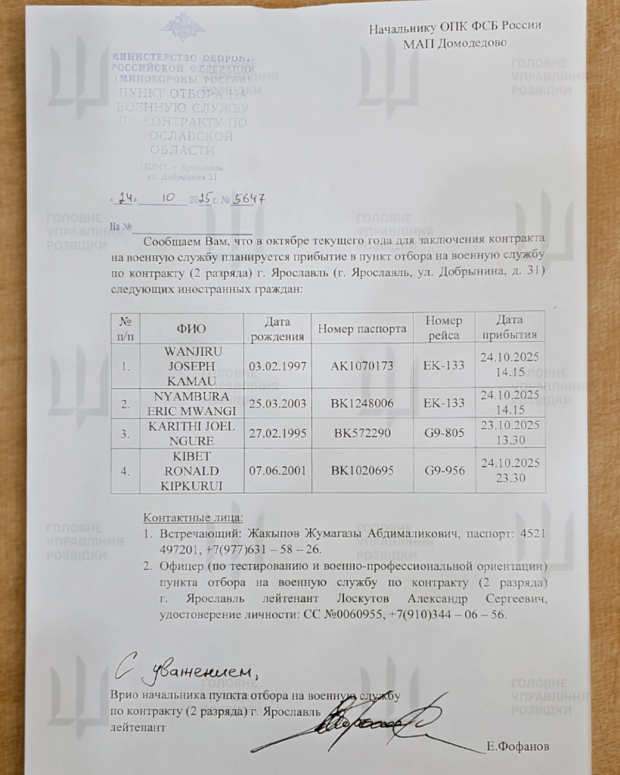 Начальнику ОПК ФСБ России
МАП Домодедово
МИНИСТЕРСТВО ОБОРОНЫ
РОССИЙСКОЙ ФЕДЕРАЦИИ
(МИНОБОРОНЫ РОССИИ)
ПУНКТ ОТБОРА НА
ВОЕННУЮ СЛУЖБУ
ПО КОНТРАКТУ ПО
ЯРОСЛАВСКОЙ
ОБЛАСТИ
г. Ярославль,
ул. Добрынина 31
«24» 10 2025 г. № 5647
На №
Сообщаем Вам, что в октябре текущего года для заключения контракта
на военную службу планируется прибытие в пункт отбора на военную службу
по контракту (2 разряда) г. Ярославль (г. Ярославль, ул. Добрынина, д. 31)
следующих иностранных граждан:
№ п/п ФИО Дата рождения Номер паспорта Номер рейса Дата прибытия
1. WANJIRU JOSEPH KAMAU 03.02.1997 AK1070173 EK-133 24.10.2025 14.15
2. NYAMBURA ERIC MWANGI 25.03.2003 BK1248006 EK-133 24.10.2025 14.15
3. KARITHI JOEL NGURE 27.02.1995 BK572290 G9-805 23.10.2025 13.30
4. KIBET RONALD KIPKURUI 07.06.2001 BK1020695 G9-956 24.10.2025 23.30
Контактные лица:
1. Встречающий: Жакыпов Жумагазы Абдималикович, паспорт: 4521
497201, +7(977)631 – 58 – 26.
2. Офицер (по тестированию и военно-профессиональной ориентации)
пункта отбора на военную службу по контракту (2 разряда)
г. Ярославль лейтенант Лоскутов Александр Сергеевич,
удостоверение личности: СС №0060955, +7(910)344 – 06 – 56.
С уважением,
Врио начальника пункта отбора на военную службу
по контракту (2 разряда) г. Ярославль
лейтенант
Е.Фофанов
ГОЛОВНЕ
УПРАВЛІННЯ
РОЗВІДКИ